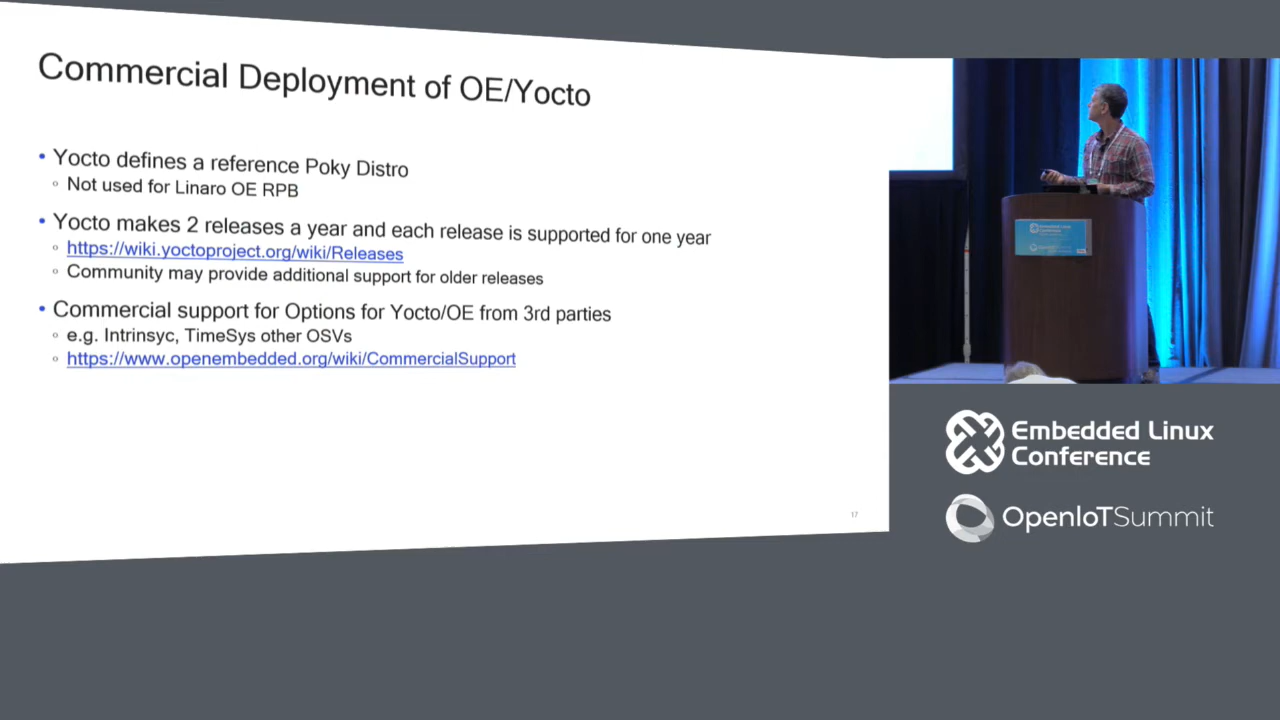 Commercial Deployment of OE/Yocto
• Yocto defines a reference Poky Distro
◦ Not used for Linaro OE RPB
• Yocto makes 2 releases a year and each release is supported for one year
◦ https://wiki.yoctoproject.org/wiki/Releases
◦ Community may provide additional support for older releases
• Commercial support for Options for Yocto/OE from 3rd parties
◦ e.g. Intrinsyc, TimeSys other OSVs
◦ https://www.openembedded.org/wiki/CommercialSupport
17
Embedded Linux
Conference
Embedded Linux
Conference
OpenIoTSummit